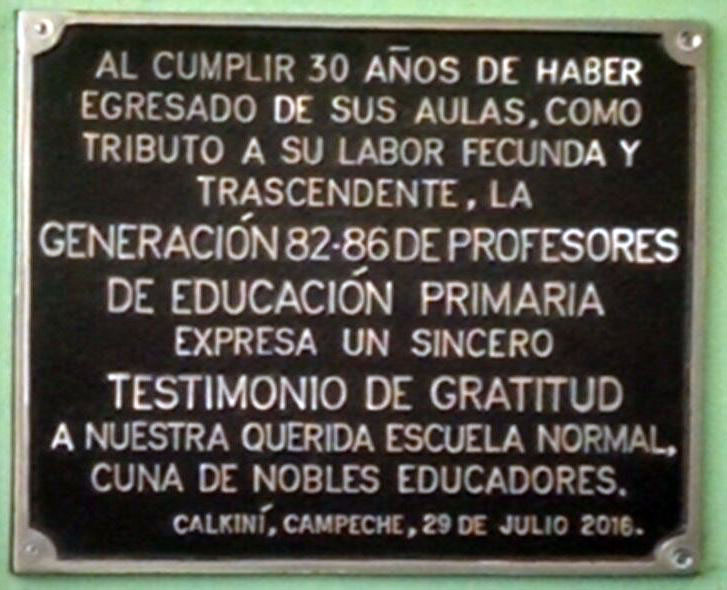 AL CUMPLIR 30 AÑOS DE HABER
EGRESADO DE SUS AULAS, COMO
TRIBUTO A SU LABOR FECUNDA Y
TRASCENDENTE, LA
GENERACIÓN 82-86 DE PROFESORES
DE EDUCACIÓN PRIMARIA
EXPRESA UN SINCERO
TESTIMONIO DE GRATITUD
A NUESTRA QUERIDA ESCUELA NORMAL,
CUNA DE NOBLES EDUCADORES.
CALKINÍ, CAMPECHE, 29 DE JULIO 2016.